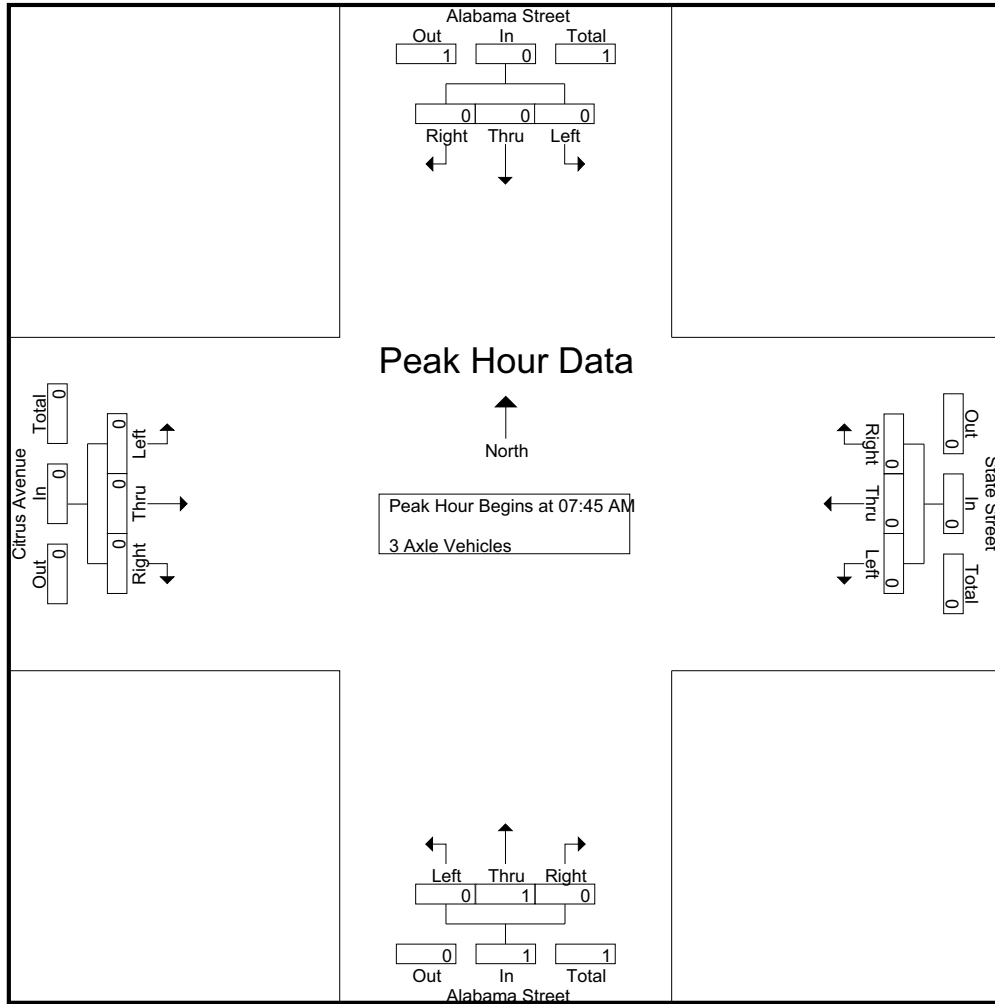 Alabama Street
Out In Total
1 0 1
0 0 0
Right Thru Left
Peak Hour Data
North
Peak Hour Begins at 07:45 AM
3 Axle Vehicles
Citrus Avenue
Out In Total
0 0 0
0 0 0
Right Thru Left
State Street
Out In Total
0 0 0
0 0 0
Right Thru Left
Left Thru Right
0 1 0
0 1 1
Out In Total
Alabama Street